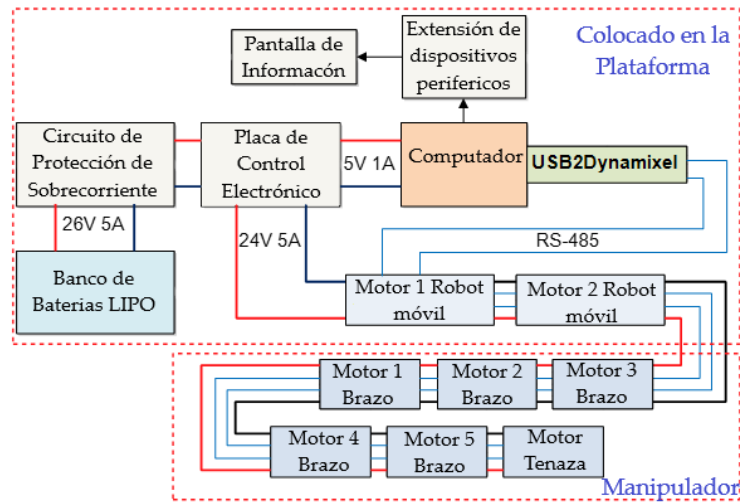 Colocado en la
Plataforma
Pantalla de
Informacón
Extensión de
dispositivos
perifericos
Circuito de
Protección de
Sobrecorriente
Placa de
Control
Electrónico
5V 1A
Computador
USB2Dynamixel
26V 5A
24V 5A
RS-485
Banco de
Baterias LIPO
Motor 1 Robot
móvil
Motor 2 Robot
móvil
Motor 1
Brazo
Motor 2
Brazo
Motor 3
Brazo
Motor 4
Brazo
Motor 5
Brazo
Motor
Tenaza
Manipulador